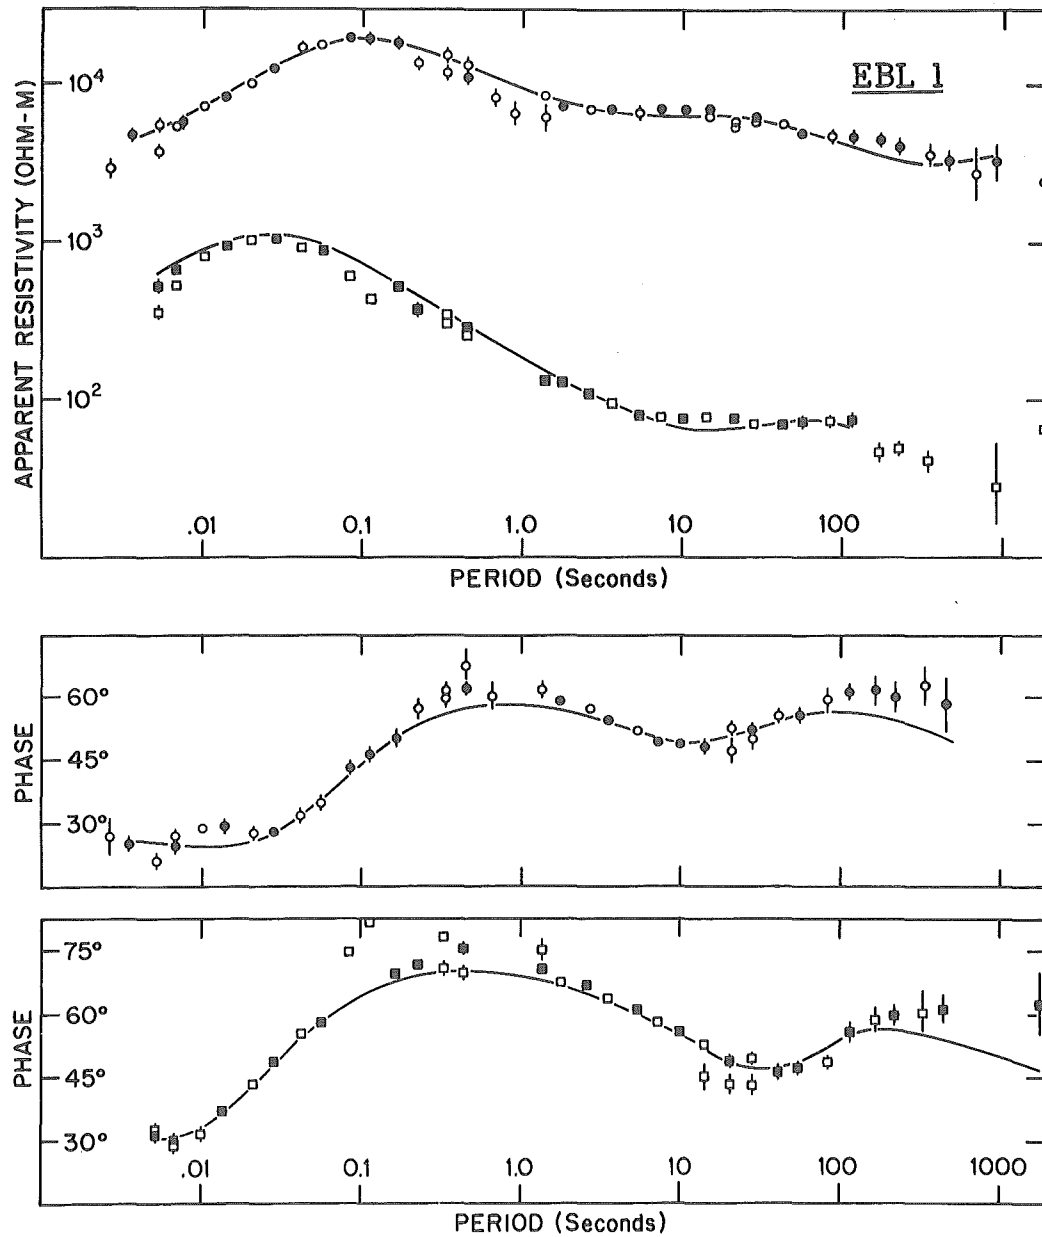 EBL 1
APPARENT RESISTIVITY (OHM-M)
10⁴
10³
10²
.01 0.1 1.0 10 100
PERIOD (Seconds)
PHASE
60°
45°
30°
PHASE
75°
60°
45°
30°
.01 0.1 1.0 10 100 1000
PERIOD (Seconds)